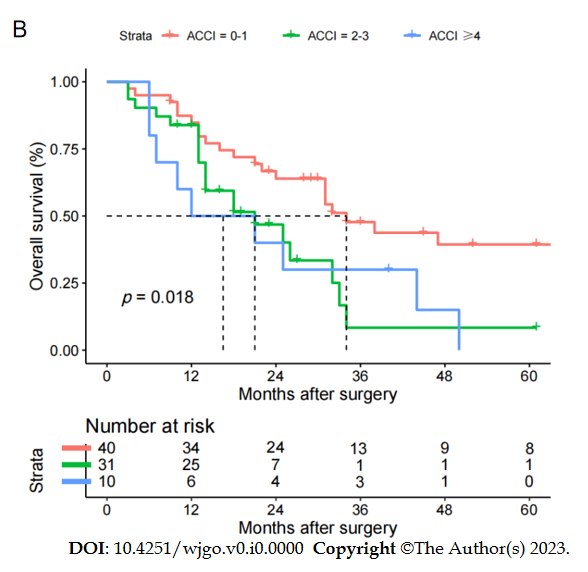 B
Strata ACCI = 0-1 ACCI = 2-3 ACCI ⩾4
1.00
0.75
0.50
0.25
0.00
Overall survival (%)
p = 0.018
0 12 24 36 48 60
Months after surgery
Number at risk
Strata
40 34 24 13 9 8
31 25 7 1 1 1
10 6 4 3 1 0
0 12 24 36 48 60
Months after surgery
DOI: 10.4251/wjgo.v0.i0.0000 Copyright ©The Author(s) 2023.